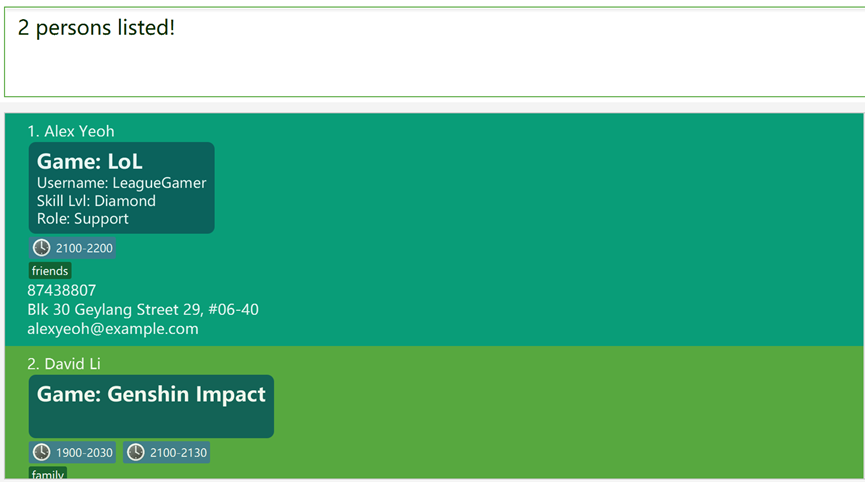 2 persons listed!
1. Alex Yeoh
Game: LoL
Username: LeagueGamer
Skill Lvl: Diamond
Role: Support
2100-2200
friends
87438807
Blk 30 Geylang Street 29, #06-40
alexyeoh@example.com
2. David Li
Game: Genshin Impact
1900-2030 2100-2130
family